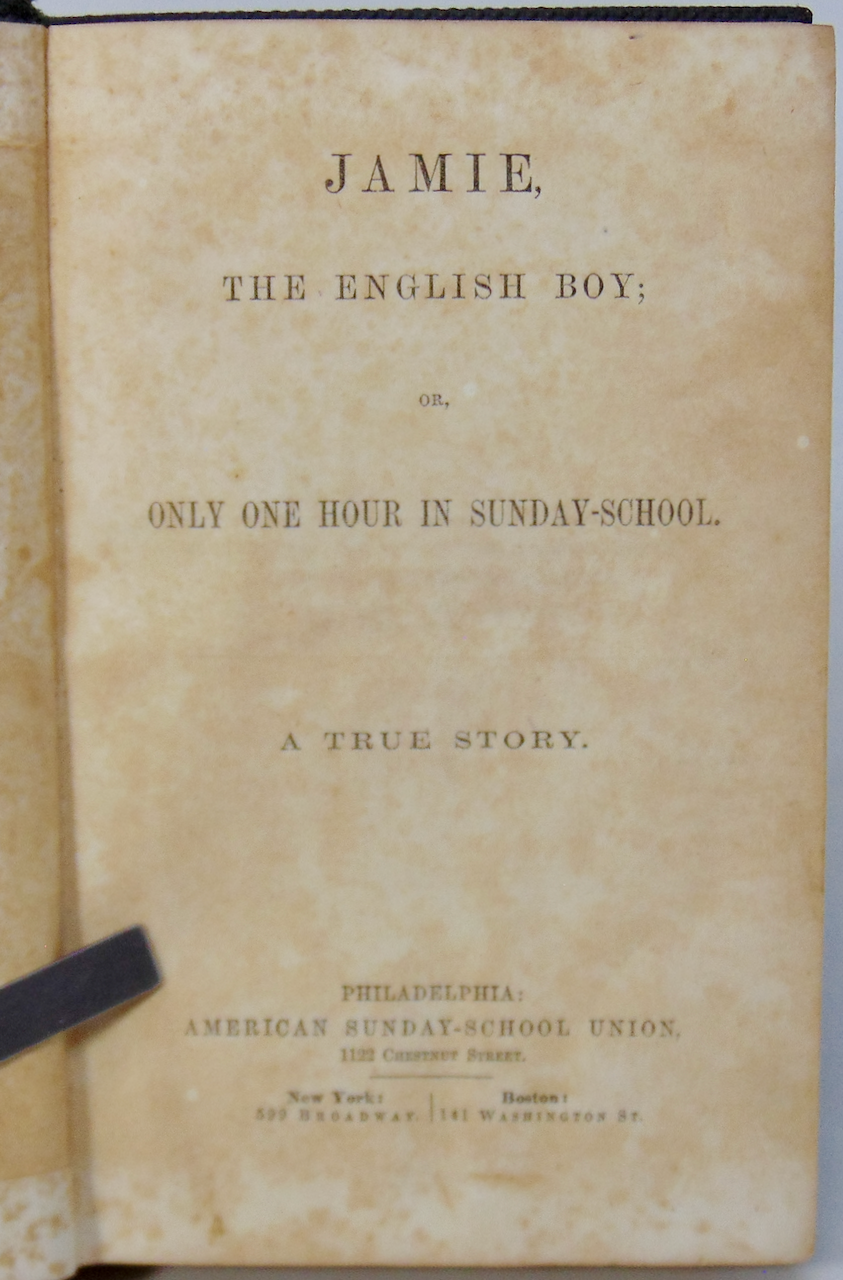 JAMIE,
THE ENGLISH BOY;
OR,
ONLY ONE HOUR IN SUNDAY-SCHOOL.
A TRUE STORY.
PHILADELPHIA:
AMERICAN SUNDAY-SCHOOL UNION,
1122 CHESTNUT STREET.
New York:
599 BROADWAY.
Boston:
141 WASHINGTON ST.